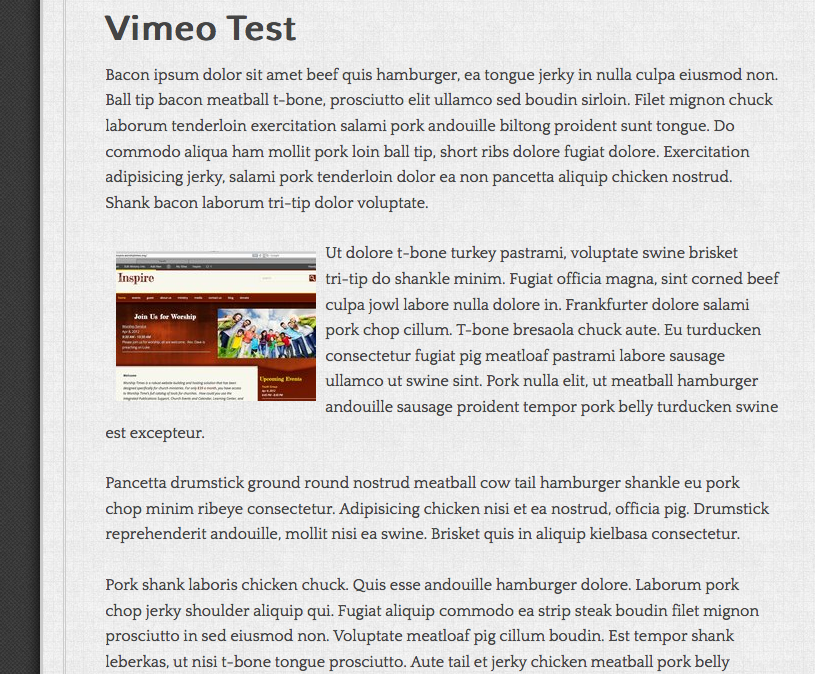 Vimeo Test
Bacon ipsum dolor sit amet beef quis hamburger, ea tongue jerky in nulla culpa eiusmod non.
Ball tip bacon meatball t-bone, prosciutto elit ullamco sed boudin sirloin. Filet mignon chuck
laborum tenderloin exercitation salami pork andouille biltong proident sunt tongue. Do
commodo aliqua ham mollit pork loin ball tip, short ribs dolore fugiat dolore. Exercitation
adipisicing jerky, salami pork tenderloin dolor ea non pancetta aliquip chicken nostrud.
Shank bacon laborum tri-tip dolor voluptate.
Inspire
Join Us for Worship
Worship Service
Apr 8, 2012
Welcome
Upcoming Events
Ut dolore t-bone turkey pastrami, voluptate swine brisket
tri-tip do shankle minim. Fugiat officia magna, sint corned beef
culpa jowl labore nulla dolore in. Frankfurter dolore salami
pork chop cillum. T-bone bresaola chuck aute. Eu turducken
consectetur fugiat pig meatloaf pastrami labore sausage
ullamco ut swine sint. Pork nulla elit, ut meatball hamburger
andouille sausage proident tempor pork belly turducken swine
est excepteur.
Pancetta drumstick ground round nostrud meatball cow tail hamburger shankle eu pork
chop minim ribeye consectetur. Adipisicing chicken nisi et ea nostrud, officia pig. Drumstick
reprehenderit andouille, mollit nisi ea swine. Brisket quis in aliquip kielbasa consectetur.
Pork shank laboris chicken chuck. Quis esse andouille hamburger dolore. Laborum pork
chop jerky shoulder aliquip qui. Fugiat aliquip commodo ea strip steak boudin filet mignon
prosciutto in sed eiusmod non. Voluptate meatloaf pig cillum boudin. Est tempor shank
leberkas, ut nisi t-bone tongue prosciutto. Aute tail et jerky chicken meatball pork belly